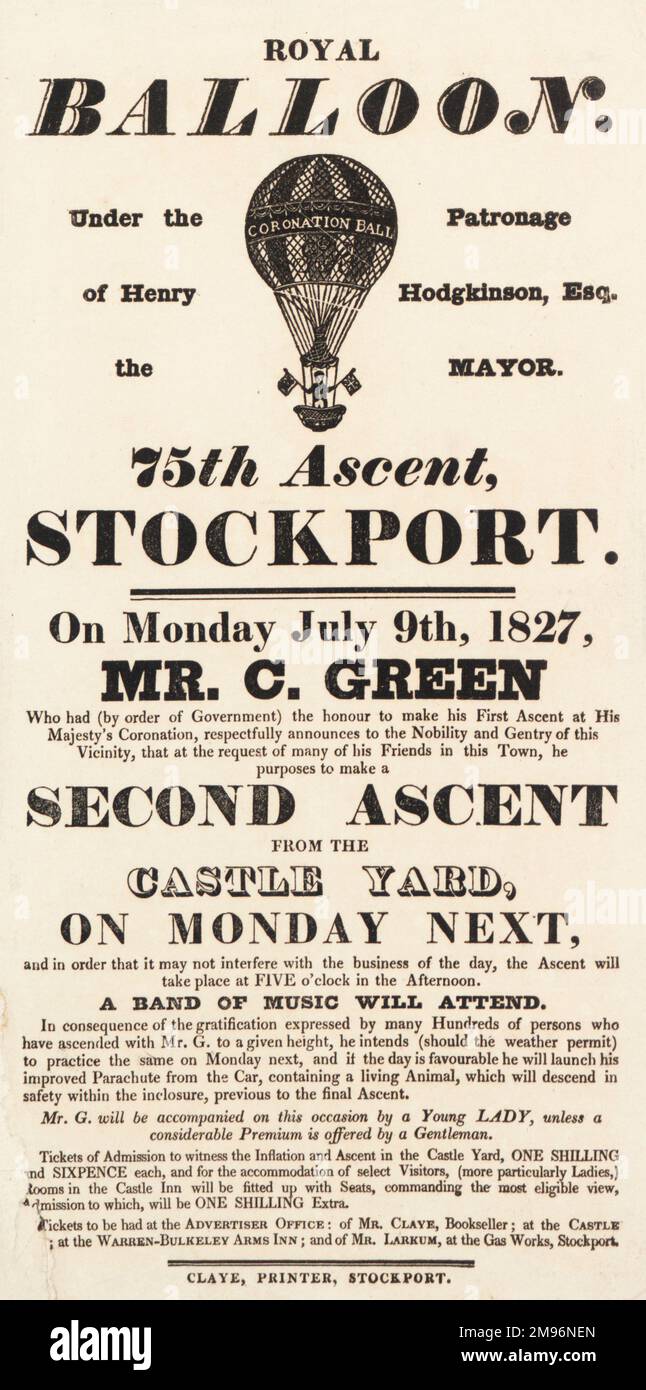 ROYAL
BALLOON.
Under the Patronage
CORONATION BALL
of Henry Hodgkinson, Esq.
the MAYOR.
75th Ascent,
STOCKPORT.
On Monday July 9th, 1827,
MR. C. GREEN
Who had (by order of Government) the honour to make his First Ascent at His
Majesty's Coronation, respectfully announces to the Nobility and Gentry of this
Vicinity, that at the request of many of his Friends in this Town, he
purposes to make a
SECOND ASCENT
FROM THE
CASTLE YARD,
ON MONDAY NEXT,
and in order that it may not interfere with the business of the day, the Ascent will
take place at FIVE o'clock in the Afternoon.
A BAND OF MUSIC WILL ATTEND.
In consequence of the gratification expressed by many Hundreds of persons who
have ascended with Mr. G. to a given height, he intends (should the weather permit)
to practice the same on Monday next, and if the day is favourable he will launch his
improved Parachute from the Car, containing a living Animal, which will descend in
safety within the inclosure, previous to the final Ascent.
Mr. G. will be accompanied on this occasion by a Young LADY, unless a
considerable Premium is offered by a Gentleman.
Tickets of Admission to witness the Inflation and Ascent in the Castle Yard, ONE SHILLING
and SIXPENCE each, and for the accommodation of select Visitors, (more particularly Ladies,)
Rooms in the Castle Inn will be fitted up with Seats, commanding the most eligible view,
Admission to which, will be ONE SHILLING Extra.
Tickets to be had at the ADVERTISER OFFICE: of MR. CLAYE, Bookseller; at the CASTLE
; at the WARREN-BULKELEY ARMS INN; and of MR. LARKUM, at the Gas Works, Stockport.
CLAYE, PRINTER, STOCKPORT.
alamy
Image ID: 2M96NEN
www.alamy.com